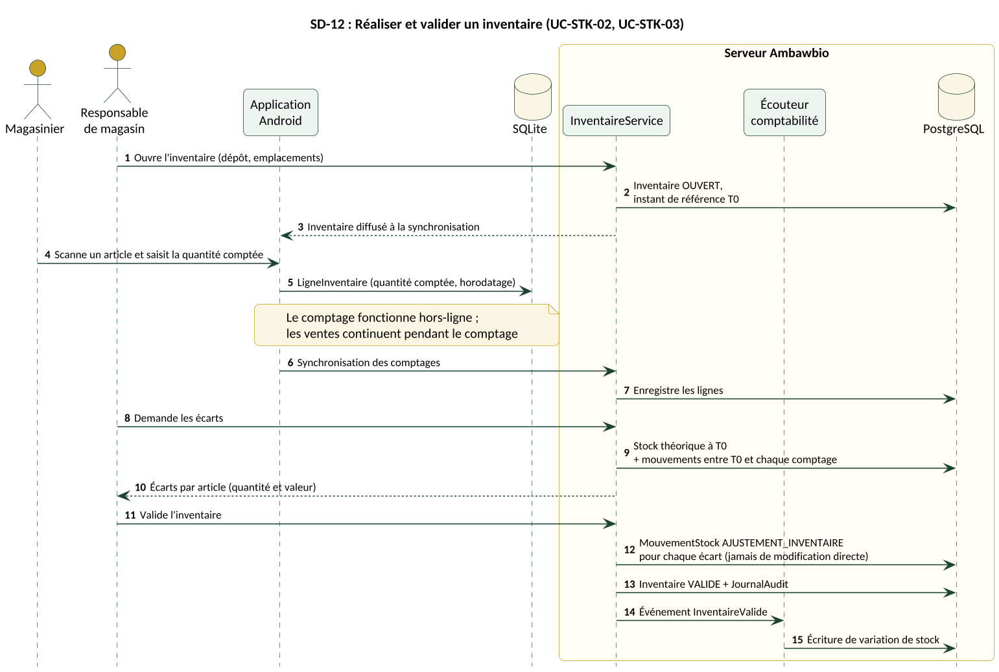 SD-12 : Réaliser et valider un inventaire (UC-STK-02, UC-STK-03)
Serveur Ambawbio
Magasinier
Responsable
de magasin
Application
Android
SQLite
InventaireService
Écouteur
comptabilité
PostgreSQL
1 Ouvre l'inventaire (dépôt, emplacements)
2 Inventaire OUVERT,
instant de référence T0
3 Inventaire diffusé à la synchronisation
4 Scanne un article et saisit la quantité comptée
5 LigneInventaire (quantité comptée, horodatage)
Le comptage fonctionne hors-ligne ;
les ventes continuent pendant le comptage
6 Synchronisation des comptages
7 Enregistre les lignes
8 Demande les écarts
9 Stock théorique à T0
+ mouvements entre T0 et chaque comptage
10 Écarts par article (quantité et valeur)
11 Valide l'inventaire
12 MouvementStock AJUSTEMENT_INVENTAIRE
pour chaque écart (jamais de modification directe)
13 Inventaire VALIDE + JournalAudit
14 Événement InventaireValide
15 Écriture de variation de stock